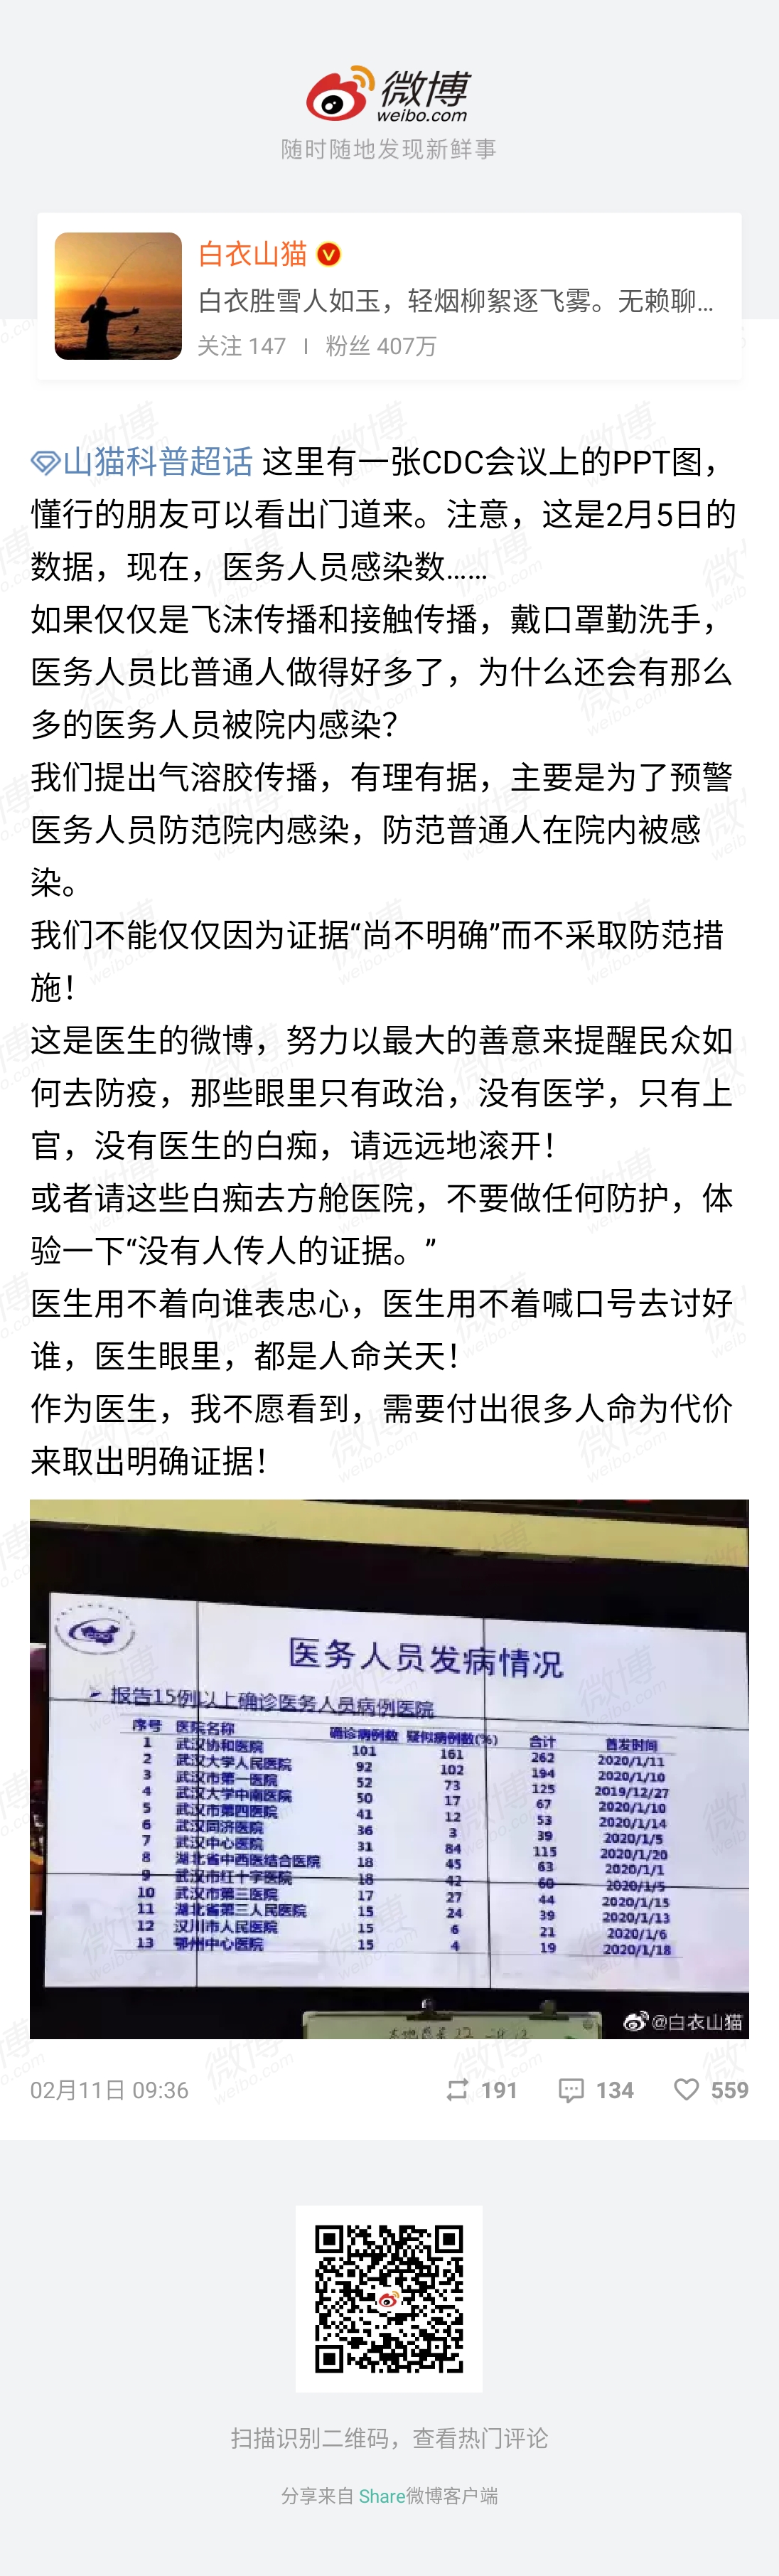 微博
weibo.com
随时随地发现新鲜事
白衣山猫
白衣胜雪人如玉，轻烟柳絮逐飞雾。无赖聊...
关注 147 | 粉丝 407万
山猫科普超话 这里有一张CDC会议上的PPT图，
懂行的朋友可以看出门道来。注意，这是2月5日的
数据，现在，医务人员感染数……
如果仅仅是飞沫传播和接触传播，戴口罩勤洗手，
医务人员比普通人做得好多了，为什么还会有那么
多的医务人员被院内感染？
我们提出气溶胶传播，有理有据，主要是为了预警
医务人员防范院内感染，防范普通人在院内被感
染。
我们不能仅仅因为证据“尚不明确”而不采取防范措
施！
这是医生的微博，努力以最大的善意来提醒民众如
何去防疫，那些眼里只有政治，没有医学，只有上
官，没有医生的白痴，请远远地滚开！
或者请这些白痴去方舱医院，不要做任何防护，体
验一下“没有人传人的证据。”
医生用不着向谁表忠心，医生用不着喊口号去讨好
谁，医生眼里，都是人命关天！
作为医生，我不愿看到，需要付出很多人命为代价
来取出明确证据！
医务人员发病情况
➢ 报告15例以上确诊医务人员病例医院
序号 医院名称 确诊病例数 疑似病例数(%) 合计 首发时间
1 武汉协和医院 101 161 262 2020/1/11
2 武汉大学人民医院 92 102 194 2020/1/10
3 武汉市第一医院 52 73 125 2019/12/27
4 武汉大学中南医院 50 17 67 2020/1/10
5 武汉市第四医院 41 12 53 2020/1/14
6 武汉同济医院 36 3 39 2020/1/5
7 武汉中心医院 31 84 115 2020/1/20
8 湖北省中西医结合医院 18 45 63 2020/1/1
9 武汉市红十字医院 18 42 60 2020/1/5
10 武汉市第三医院 17 27 44 2020/1/15
11 湖北省第三人民医院 15 24 39 2020/1/13
12 汉川市人民医院 15 6 21 2020/1/6
13 鄂州中心医院 15 4 19 2020/1/18
@白衣山猫
02月11日 09:36 191 134 559
扫描识别二维码，查看热门评论
分享来自 Share微博客户端